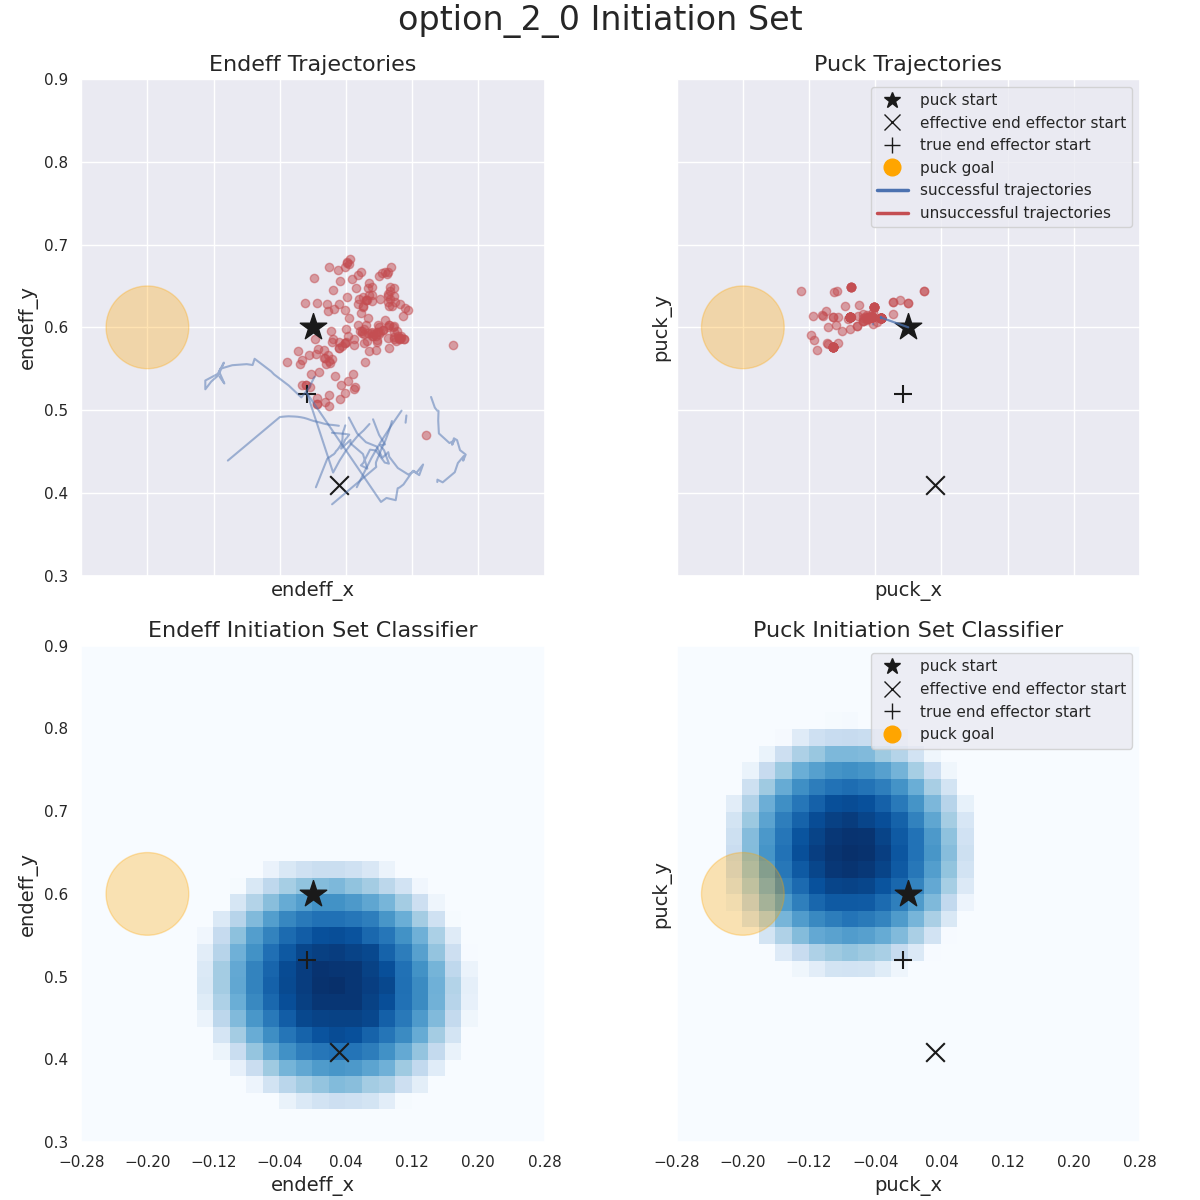 option_2_0 Initiation Set
Endeff Trajectories
0.9
0.8
0.7
0.6
0.5
0.4
0.3
endeff_y
endeff_x
Puck Trajectories
puck start
effective end effector start
true end effector start
puck goal
successful trajectories
unsuccessful trajectories
puck_y
puck_x
Endeff Initiation Set Classifier
0.9
0.8
0.7
0.6
0.5
0.4
0.3
endeff_y
−0.28 −0.20 −0.12 −0.04 0.04 0.12 0.20 0.28
endeff_x
Puck Initiation Set Classifier
puck start
effective end effector start
true end effector start
puck goal
puck_y
−0.28 −0.20 −0.12 −0.04 0.04 0.12 0.20 0.28
puck_x